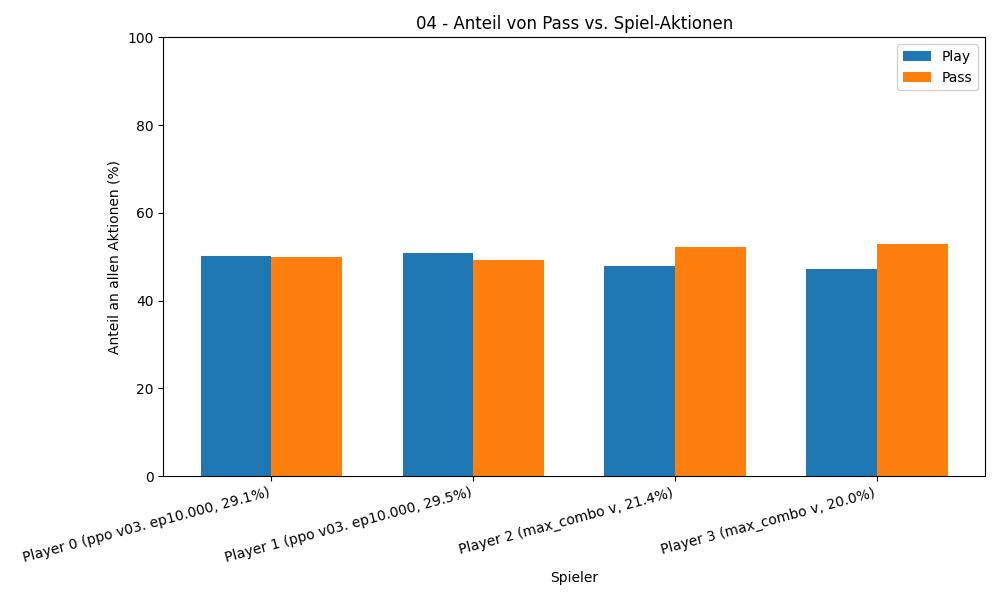 04 - Anteil von Pass vs. Spiel-Aktionen
Play
Pass
Anteil an allen Aktionen (%)
100
80
60
40
20
0
Player 0 (ppo v03. ep10.000, 29.1%)
Player 1 (ppo v03. ep10.000, 29.5%)
Player 2 (max_combo v, 21.4%)
Player 3 (max_combo v, 20.0%)
Spieler